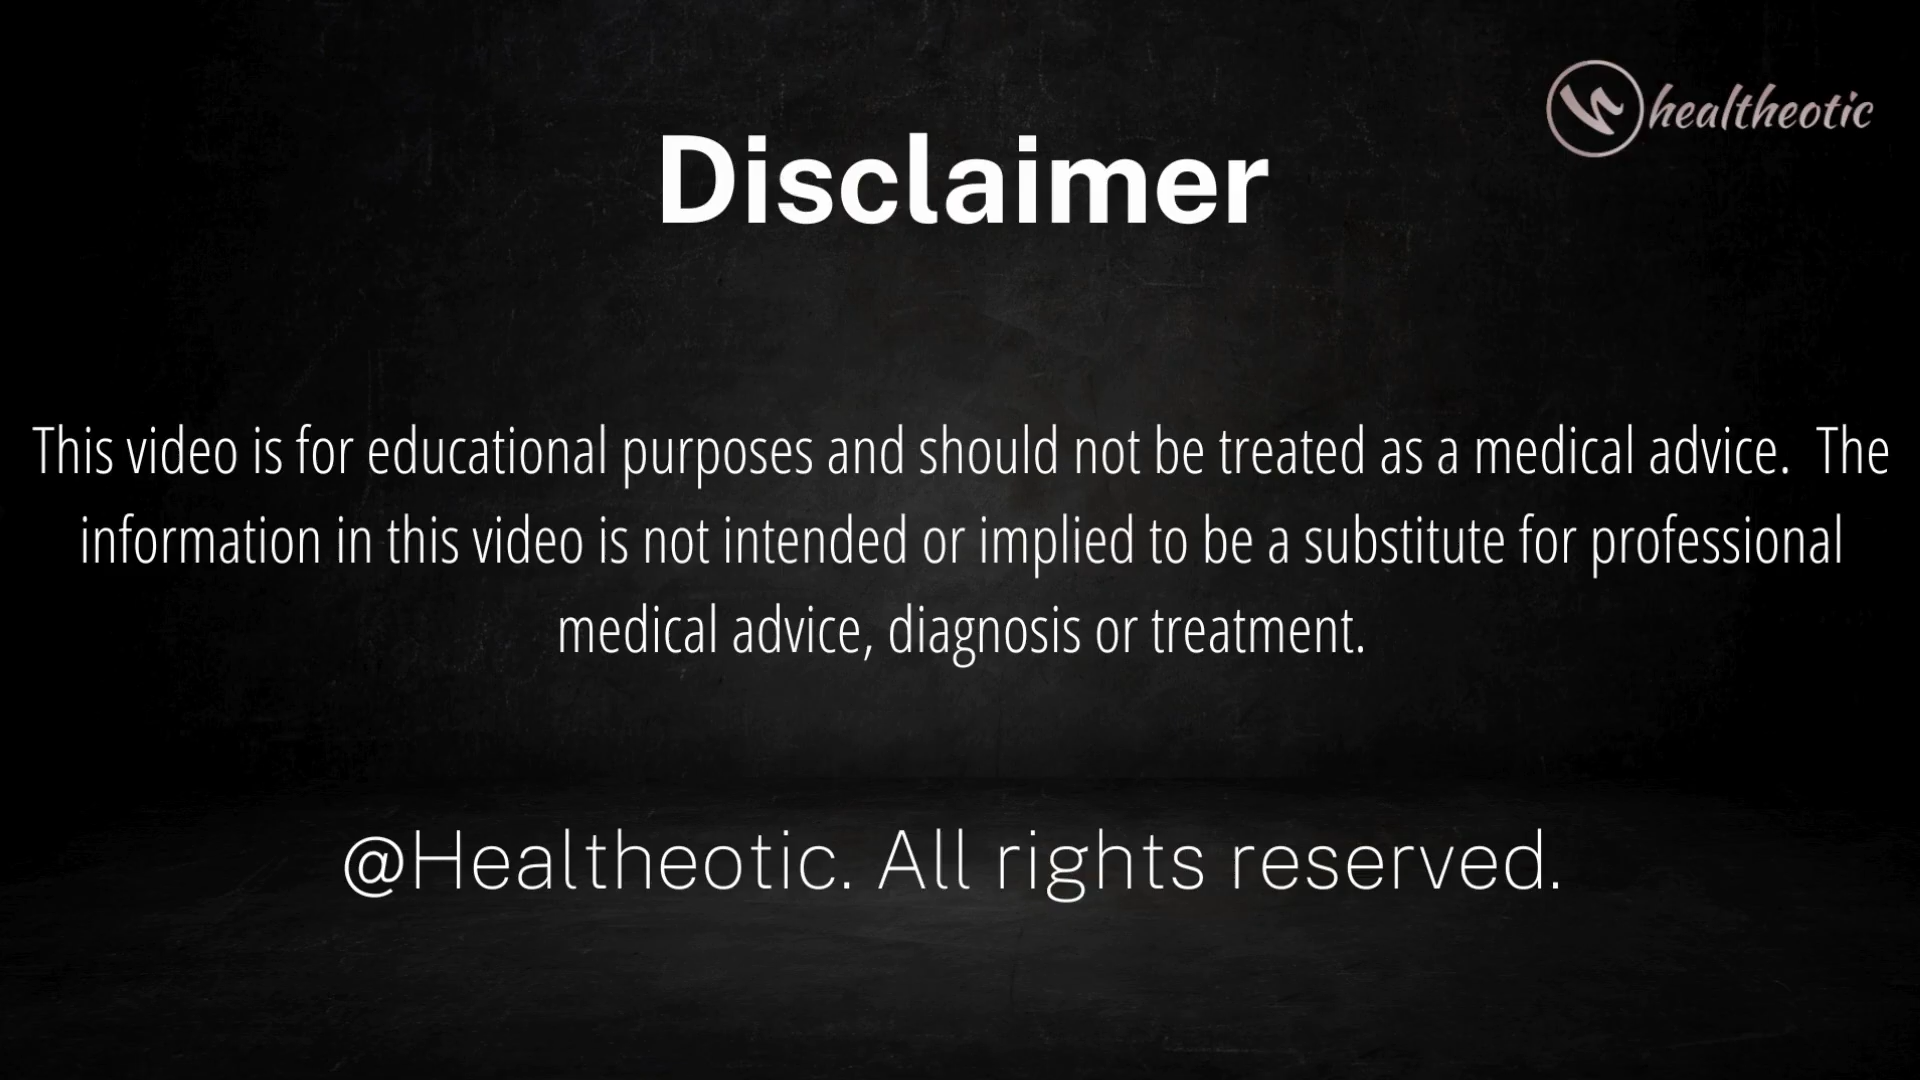 healtheotic
Disclaimer
This video is for educational purposes and should not be treated as a medical advice.  The
information in this video is not intended or implied to be a substitute for professional
medical advice, diagnosis or treatment.
@Healtheotic. All rights reserved.